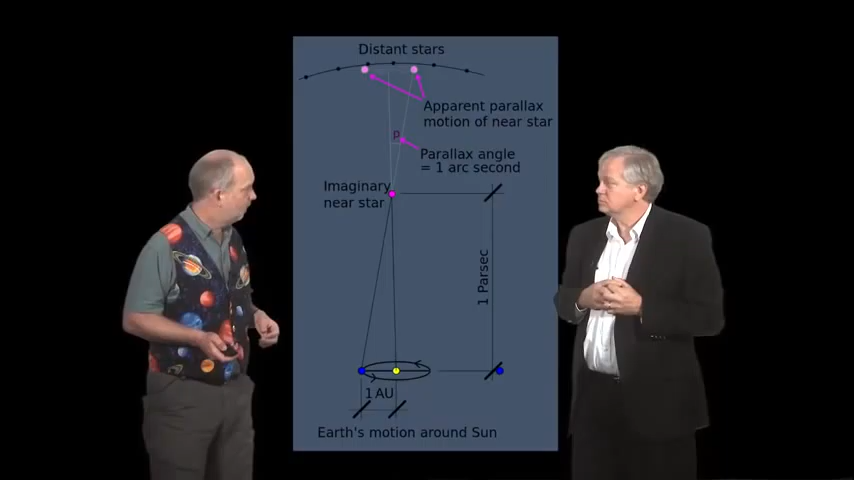 Distant stars
Apparent parallax
motion of near star
p
Parallax angle
= 1 arc second
Imaginary
near star
1 Parsec
1 AU
Earth's motion around Sun